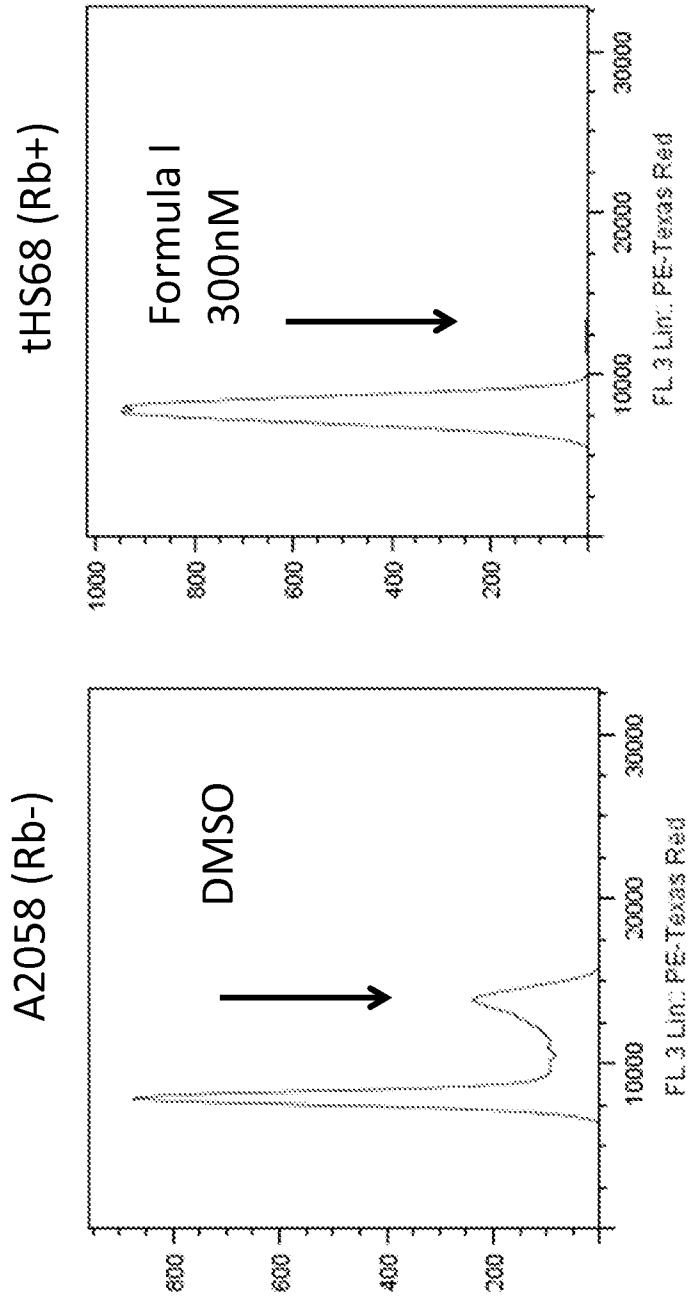 A2058 (Rb-)
DMSO
800
600
400
200
10000
20000
30000
FL 3 Lin:: PE-Texas Red
tHS68 (Rb+)
Formula I
300nM
1000
800
600
400
200
10000
20000
30000
FL 3 Lin:: PE-Texas Red